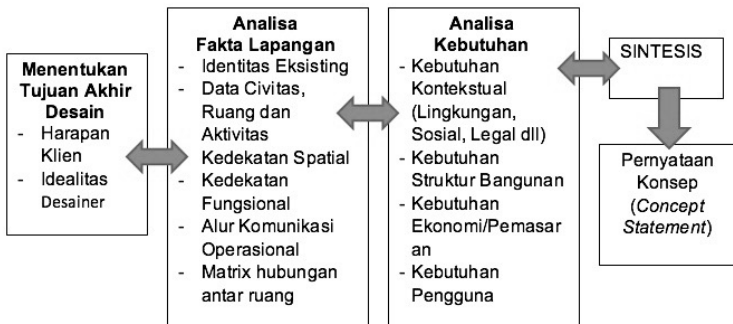 Menentukan
Tujuan Akhir
Desain
- Harapan
Klien
- Idealitas
Desainer
Analisa
Fakta Lapangan
- Identitas Eksisting
- Data Civitas,
Ruang dan
Aktivitas
- Kedekatan Spatial
- Kedekatan
Fungsional
- Alur Komunikasi
Operasional
- Matrix hubungan
antar ruang
Analisa
Kebutuhan
- Kebutuhan
Kontekstual
(Lingkungan,
Sosial, Legal dll)
- Kebutuhan
Struktur Bangunan
- Kebutuhan
Ekonomi/Pemasar
an
- Kebutuhan
Pengguna
SINTESIS
Pernyataan
Konsep
(Concept
Statement)